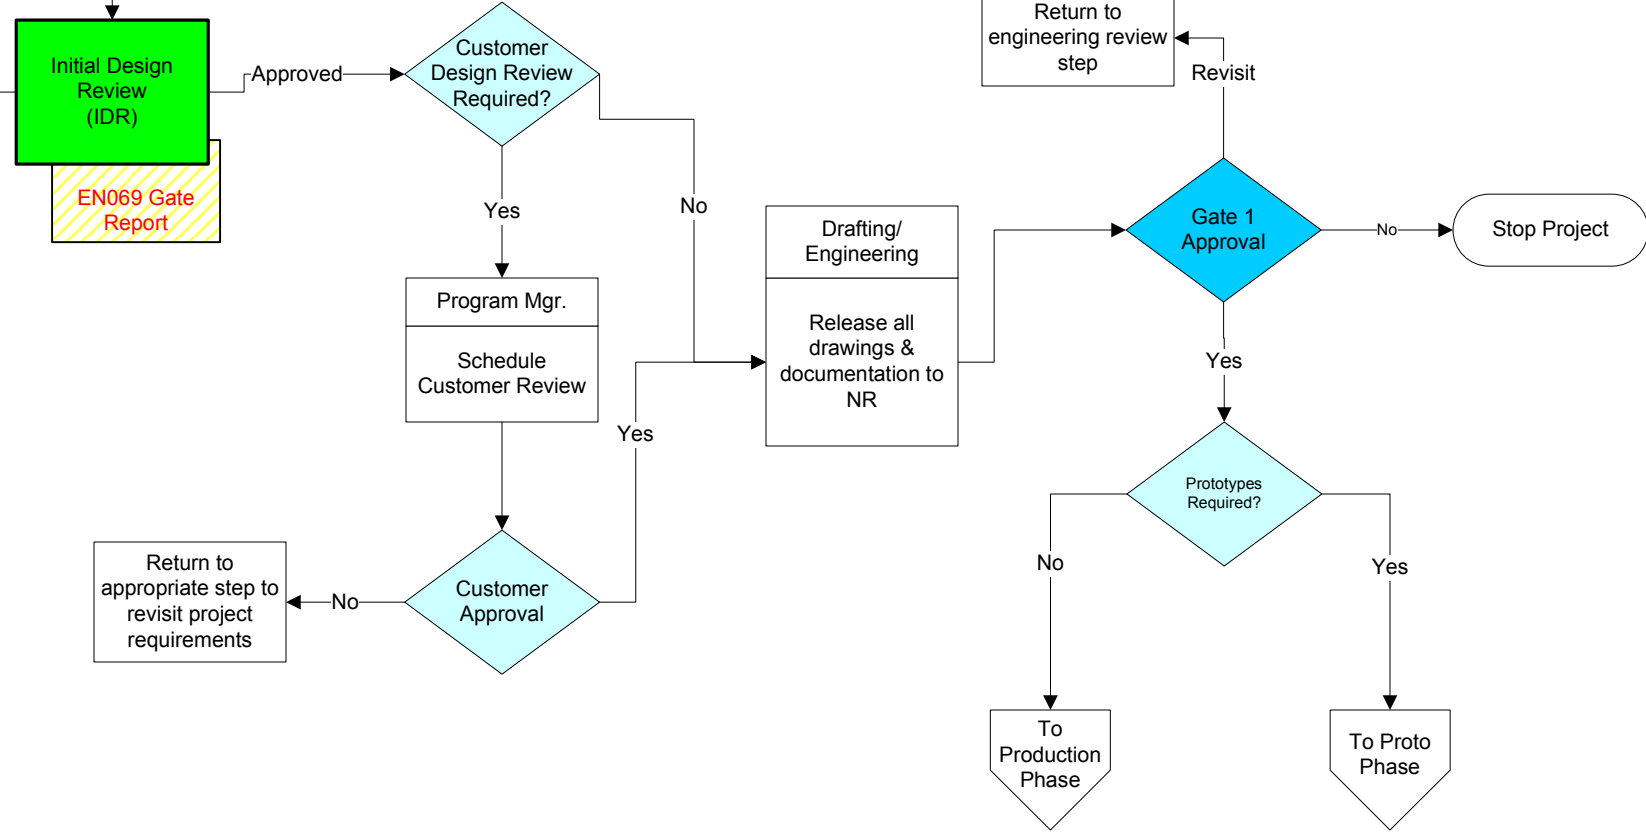 Initial Design
Review
(IDR)
EN069 Gate
Report
Approved
Customer
Design Review
Required?
Yes
No
Program Mgr.
Schedule
Customer Review
Customer
Approval
No
Return to
appropriate step to
revisit project
requirements
Yes
Drafting/
Engineering
Release all
drawings &
documentation to
NR
Return to
engineering review
step
Revisit
Gate 1
Approval
No
Stop Project
Yes
Prototypes
Required?
No
Yes
To
Production
Phase
To Proto
Phase